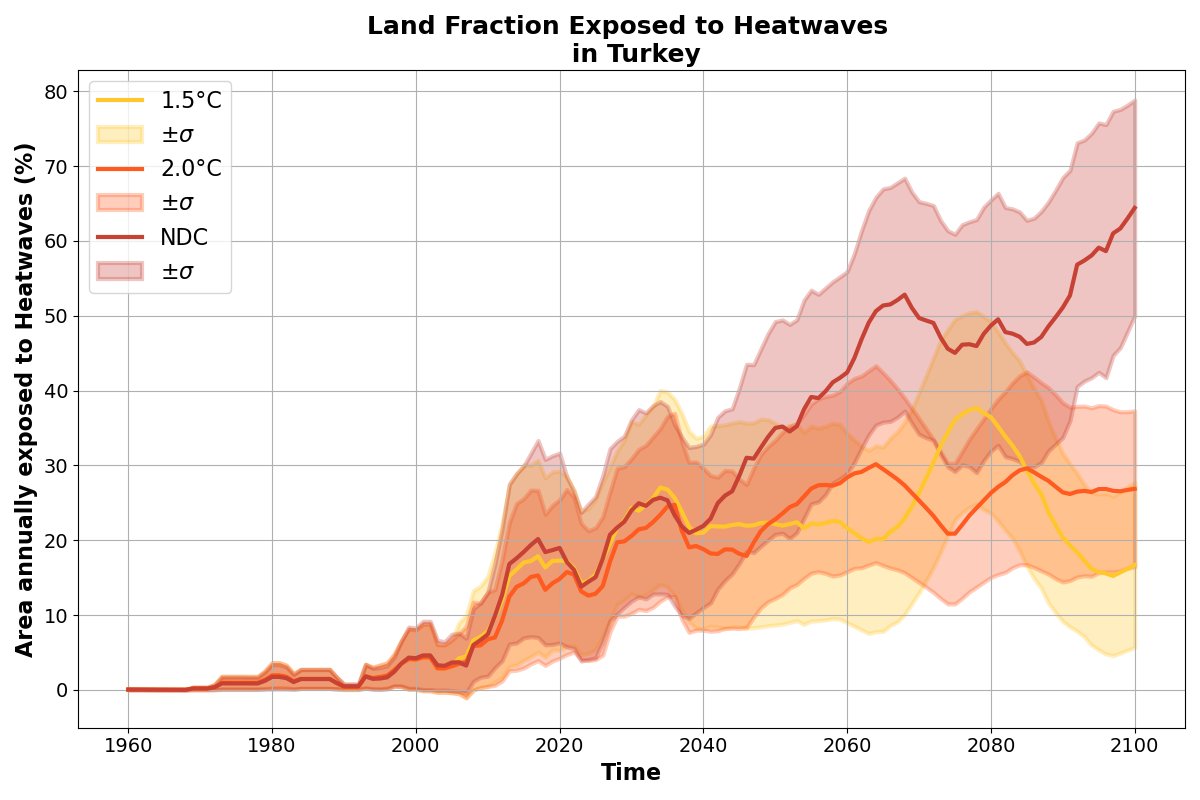 Land Fraction Exposed to Heatwaves
in Turkey
80
70
60
50
40
30
20
10
0
Area annually exposed to Heatwaves (%)
1.5°C
±σ
2.0°C
±σ
NDC
±σ
1960
1980
2000
2020
2040
2060
2080
2100
Time